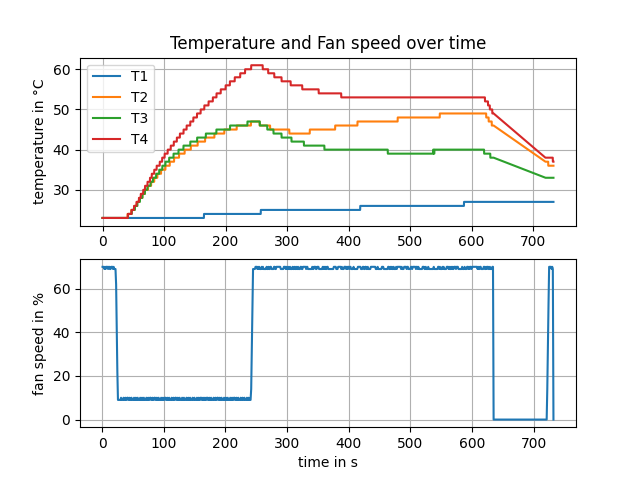 Temperature and Fan speed over time
temperature in °C
60
50
40
30
T1
T2
T3
T4
0 100 200 300 400 500 600 700
fan speed in %
60
40
20
0
0 100 200 300 400 500 600 700
time in s